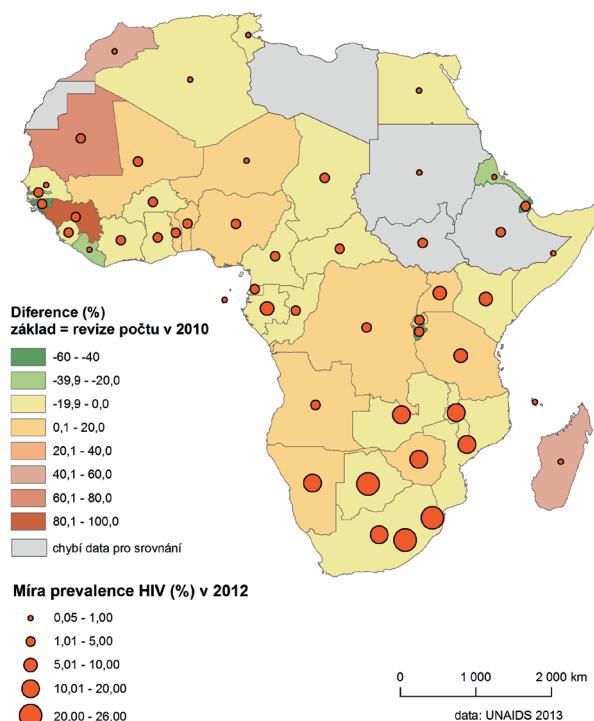 Diference (%)
základ = revize počtu v 2010
-60 - -40
-39,9 - -20,0
-19,9 - 0,0
0,1 - 20,0
20,1 - 40,0
40,1 - 60,0
60,1 - 80,0
80,1 - 100,0
chybí data pro srovnání
Míra prevalence HIV (%) v 2012
0,05 - 1,00
1,01 - 5,00
5,01 - 10,00
10,01 - 20,00
20.00 - 26.00
0 1 000 2 000 km
data: UNAIDS 2013